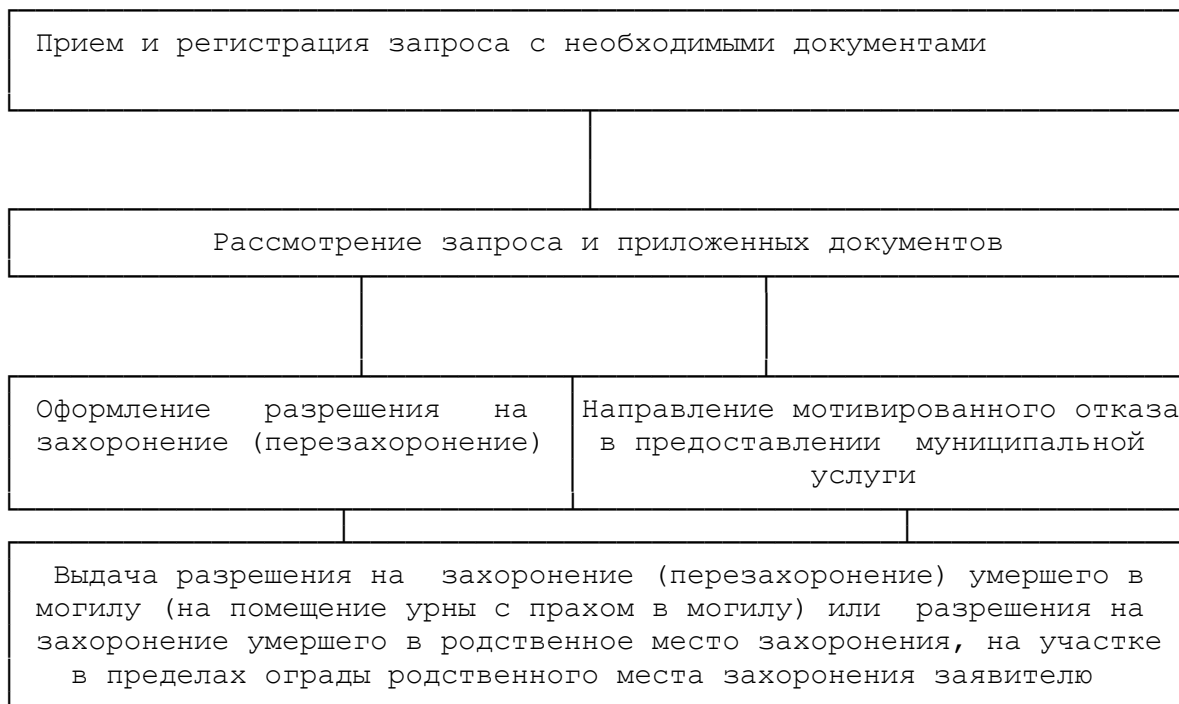 Прием и регистрация запроса с необходимыми документами
Рассмотрение запроса и приложенных документов
Оформление разрешения на
захоронение (перезахоронение)
Направление мотивированного отказа
в предоставлении муниципальной
услуги
Выдача разрешения на захоронение (перезахоронение) умершего в
могилу (на помещение урны с прахом в могилу) или разрешения на
захоронение умершего в родственное место захоронения, на участке
в пределах ограды родственного места захоронения заявителю